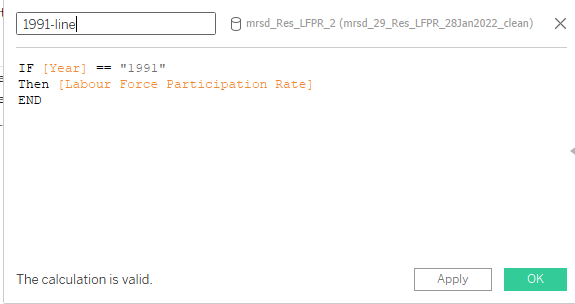 1991-line
mrsd_Res_LFPR_2 (mrsd_29_Res_LFPR_28Jan2022_clean)
IF [Year] == "1991"
Then [Labour Force Participation Rate]
END
The calculation is valid.
Apply
OK